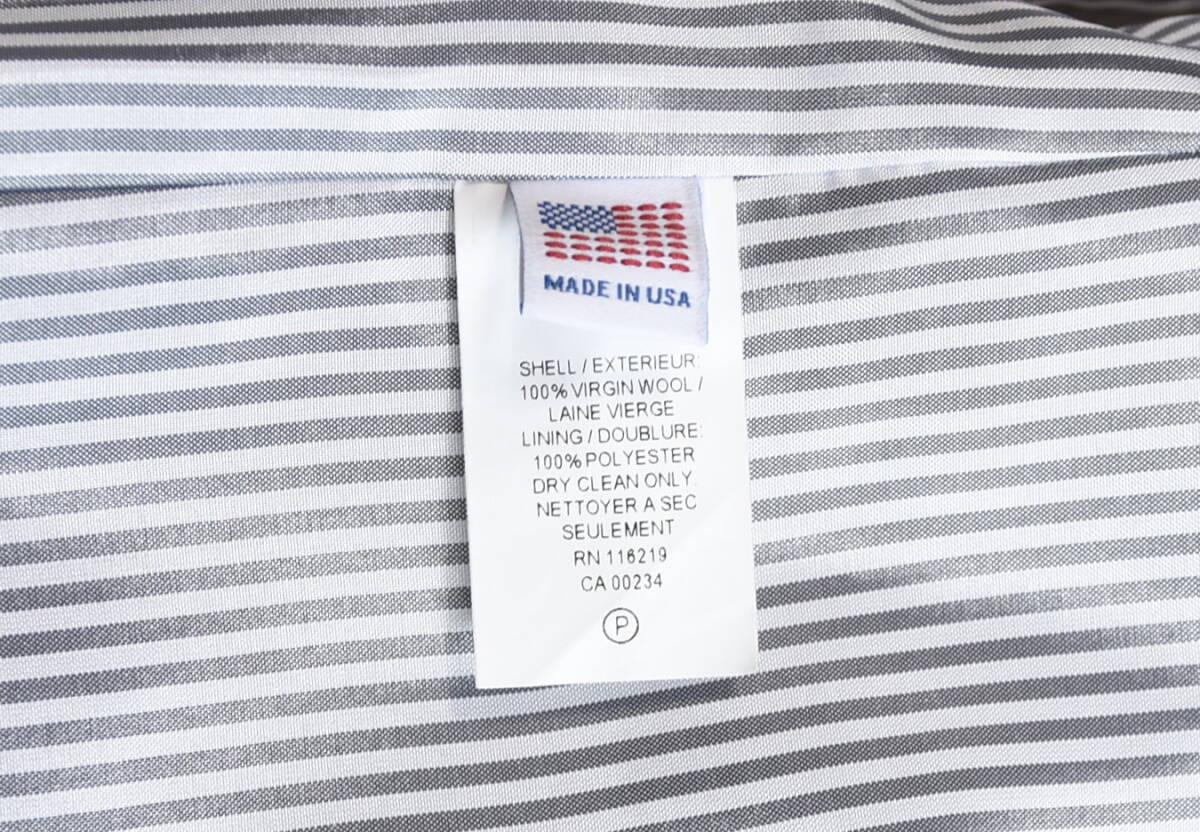 MADE IN USA
SHELL / EXTERIEUR:
100% VIRGIN WOOL /
LAINE VIERGE
LINING / DOUBLURE:
100% POLYESTER
DRY CLEAN ONLY.
NETTOYER A SEC
SEULEMENT
RN 116219
CA 00234
P